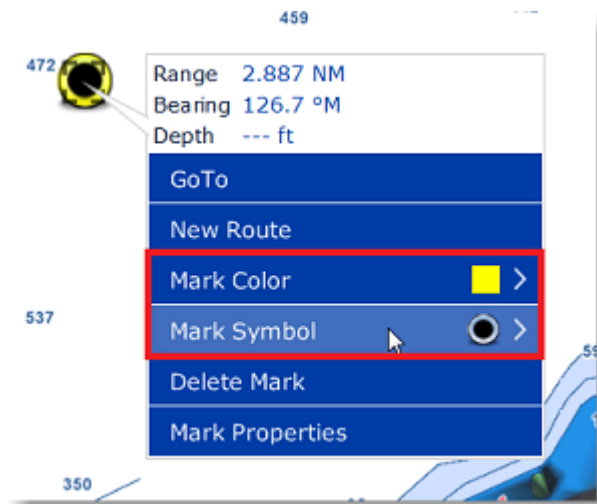 459
472
Range 2.887 NM
Bearing 126.7 °M
Depth --- ft
GoTo
New Route
Mark Color
Mark Symbol
537
Delete Mark
Mark Properties
350